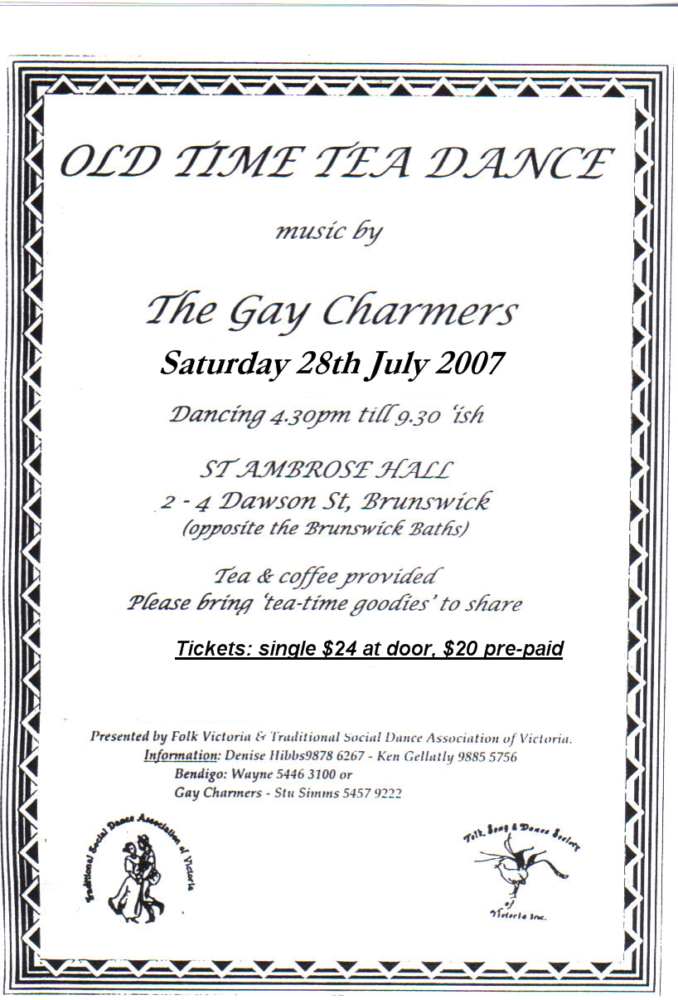 OLD TIME TEA DANCE
music by
The Gay Charmers
Saturday 28th July 2007
Dancing 4.30pm till 9.30 ‘ish
ST AMBROSE HALL
2 - 4 Dawson St, Brunswick
(opposite the Brunswick Baths)
Tea & coffee provided
Please bring ‘tea-time goodies’ to share
Tickets: single $24 at door, $20 pre-paid
Presented by Folk Victoria & Traditional Social Dance Association of Victoria.
Information: Denise Hibbs9878 6267 - Ken Gellatly 9885 5756
Bendigo: Wayne 5446 3100 or
Gay Charmers - Stu Simms 5457 9222
Traditional Social Dance Association of Victoria
Folk Song & Dance Society
of
Victoria Inc.